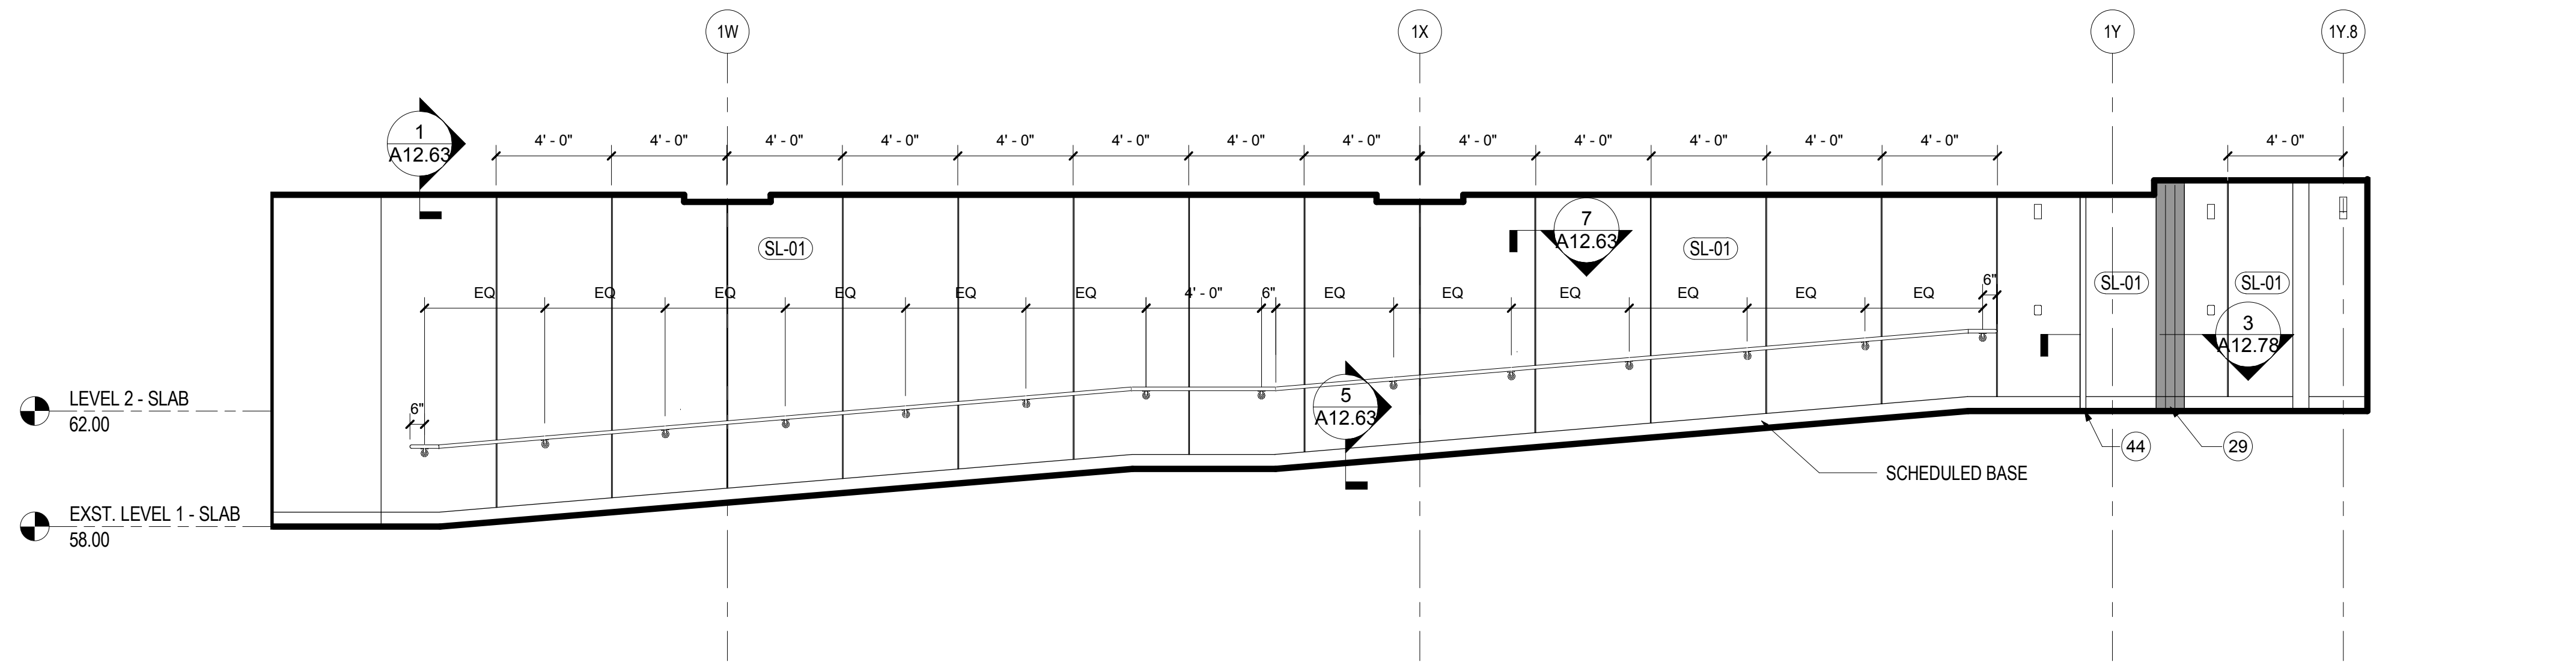 1W
1X
1Y
1Y.8
1
A12.63
4' - 0"
4' - 0"
4' - 0"
4' - 0"
4' - 0"
4' - 0"
4' - 0"
4' - 0"
4' - 0"
4' - 0"
4' - 0"
4' - 0"
4' - 0"
4' - 0"
7
A12.63
SL-01
SL-01
SL-01
SL-01
EQ
EQ
EQ
EQ
EQ
EQ
4' - 0"
6"
EQ
EQ
EQ
EQ
EQ
EQ
6"
3
A12.78
5
A12.63
LEVEL 2 - SLAB
62.00
6"
44
29
SCHEDULED BASE
EXST. LEVEL 1 - SLAB
58.00